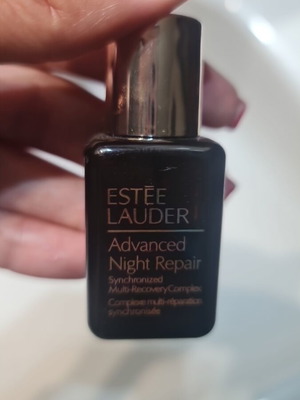 ESTĒE
LAUDER
Advanced
Night Repair
Synchronized
Multi-Recovery Complex
Complexe multi-réparation
synchronisée